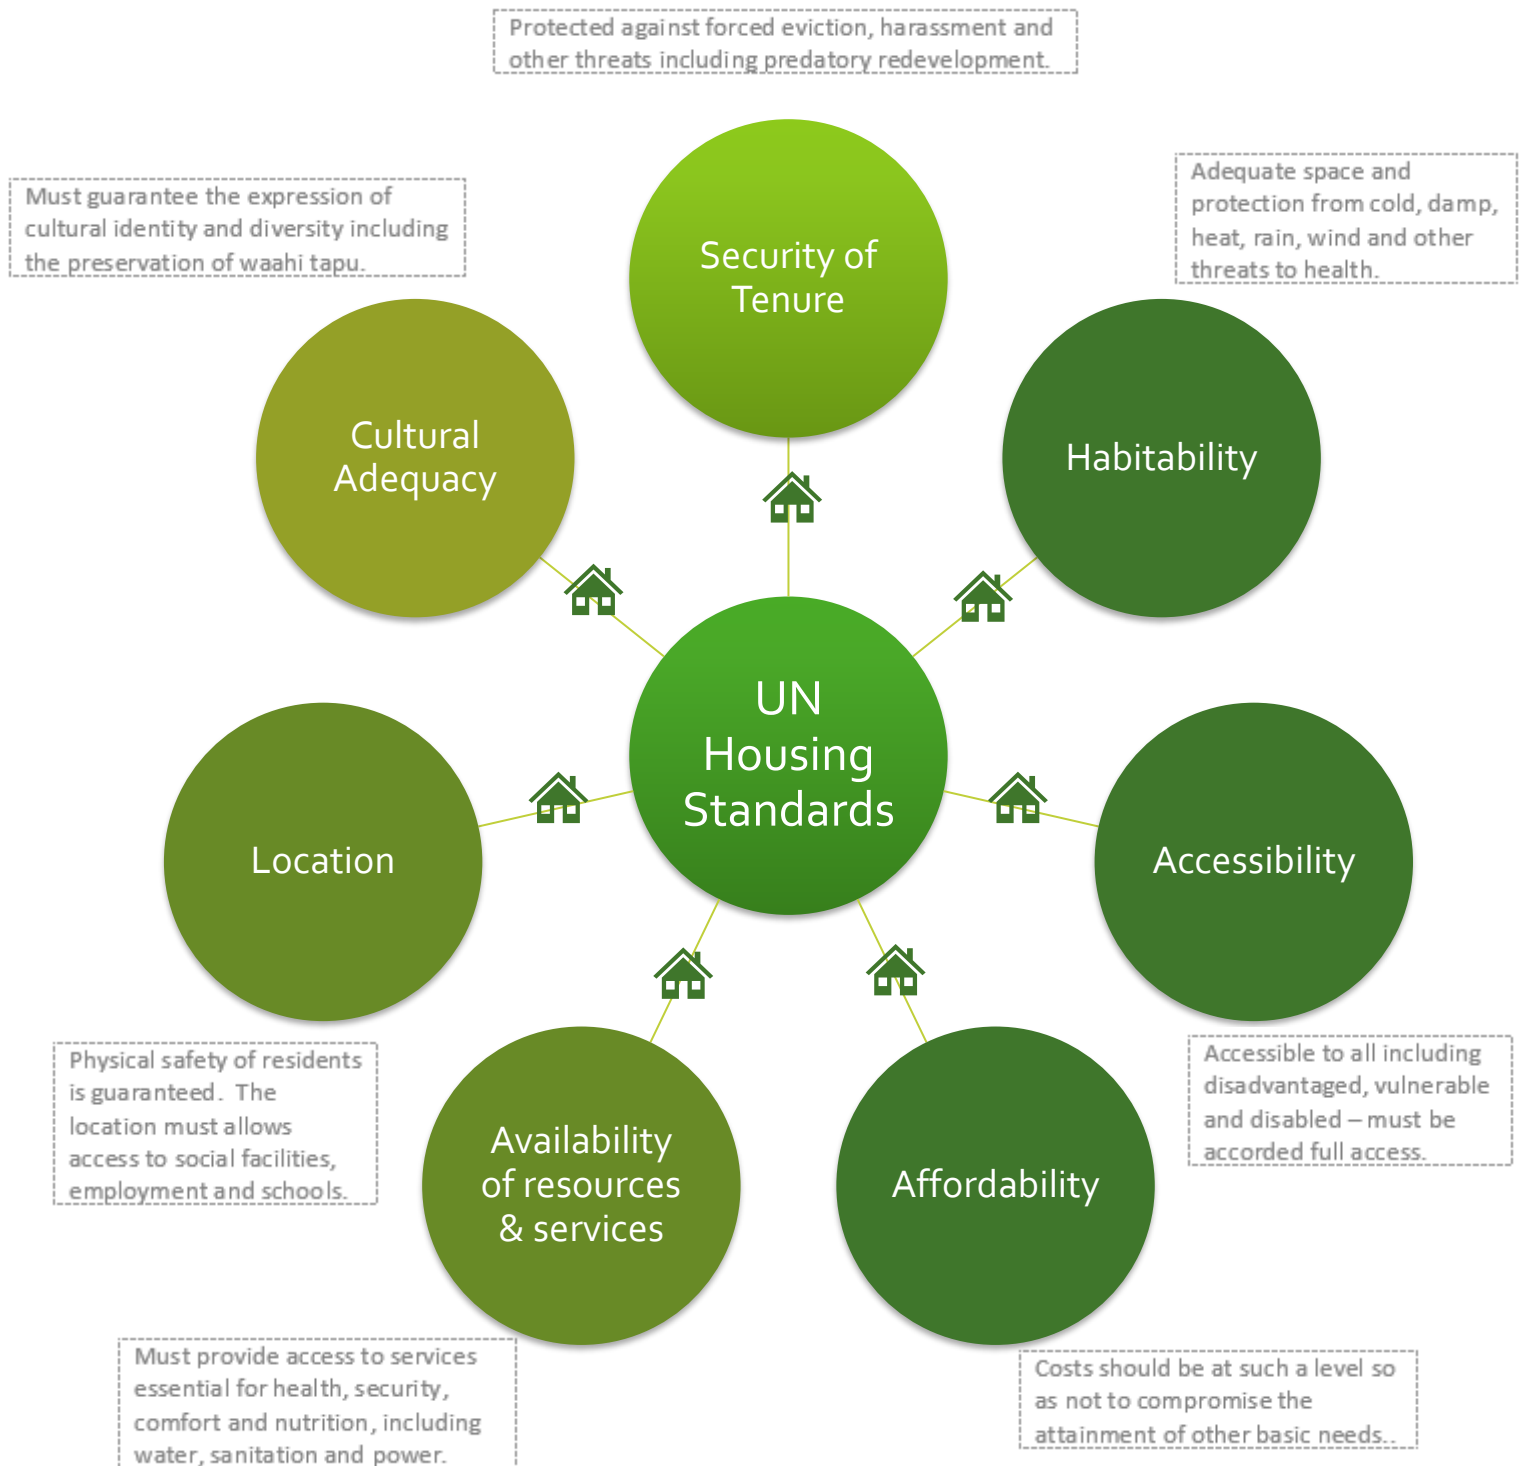 Protected against forced eviction, harassment and
other threats including predatory redevelopment.
Security of
Tenure
Adequate space and
protection from cold, damp,
heat, rain, wind and other
threats to health.
Habitability
Accessibility
Accessible to all including
disadvantaged, vulnerable
and disabled – must be
accorded full access.
Affordability
Costs should be at such a level so
as not to compromise the
attainment of other basic needs..
Availability
of resources
& services
Must provide access to services
essential for health, security,
comfort and nutrition, including
water, sanitation and power.
Location
Physical safety of residents
is guaranteed.  The
location must allows
access to social facilities,
employment and schools.
Must guarantee the expression of
cultural identity and diversity including
the preservation of waahi tapu.
Cultural
Adequacy
UN
Housing
Standards